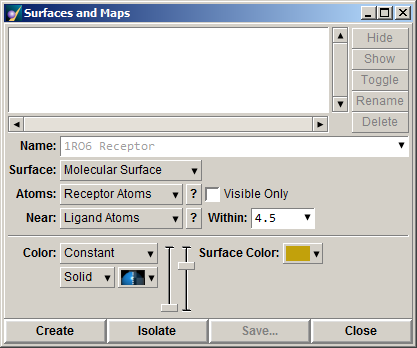 Surfaces and Maps
Hide
Show
Toggle
Rename
Delete
Name: 1RO6 Receptor
Surface: Molecular Surface
Atoms: Receptor Atoms ? Visible Only
Near: Ligand Atoms ? Within: 4.5
Color: Constant Surface Color:
Solid
Create Isolate Save... Close